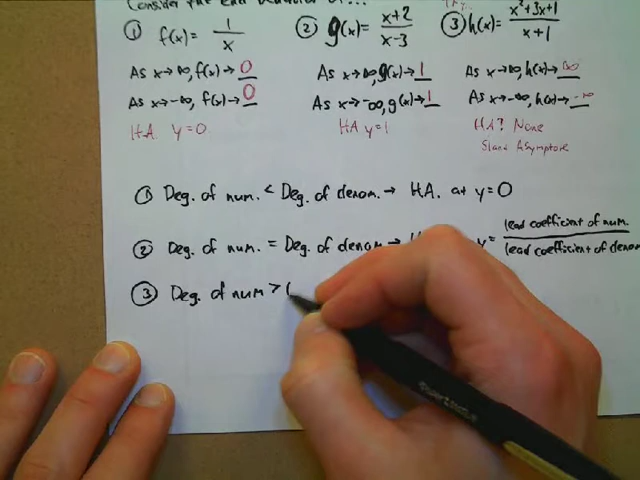 Consider the End Behavior of...
① f(x) = 1/x ② g(x) = x+2/x-3 ③ h(x) = x²+3x+1/x+1
As x→∞, f(x)→ 0 As x→∞, g(x)→ 1 As x→∞, h(x)→ ∞
As x→-∞, f(x)→ 0 As x→-∞, g(x)→ 1 As x→-∞, h(x)→ -∞
H.A. y=0 HA y=1 HA? None
Slant Asymptote
① Deg. of num. < Deg. of denom. → H.A. at y=0
② Deg. of num. = Deg. of denom → y= lead coefficient of num/lead coefficient of denom
③ Deg. of num >